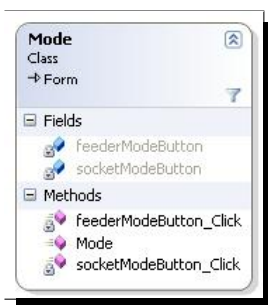 Mode
Class
Form
Fields
feederModeButton
socketModeButton
Methods
feederModeButton_Click
Mode
socketModeButton_Click